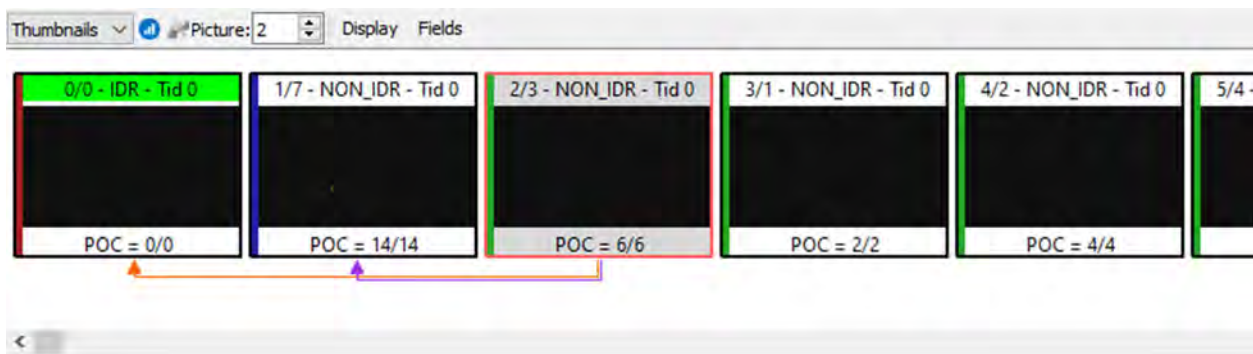 Thumbnails Picture: 2 Display Fields
0/0 - IDR - Tid 0 1/7 - NON_IDR - Tid 0 2/3 - NON_IDR - Tid 0 3/1 - NON_IDR - Tid 0 4/2 - NON_IDR - Tid 0 5/4 -
POC = 0/0 POC = 14/14 POC = 6/6 POC = 2/2 POC = 4/4